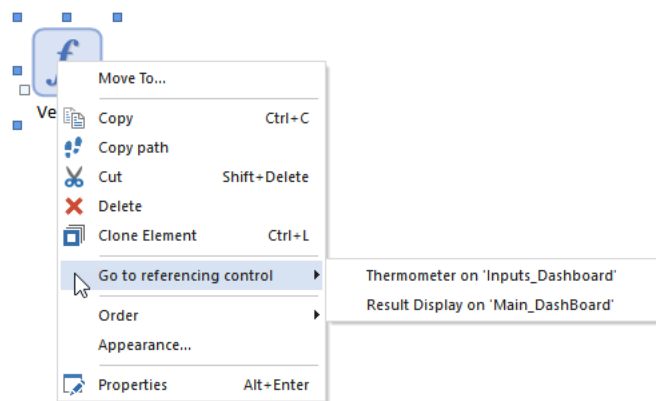 f
Move To...
Ve
Copy Ctrl+C
Copy path
Cut Shift+Delete
Delete
Clone Element Ctrl+L
Go to referencing control
Thermometer on 'Inputs_Dashboard'
Result Display on 'Main_DashBoard'
Order
Appearance...
Properties Alt+Enter